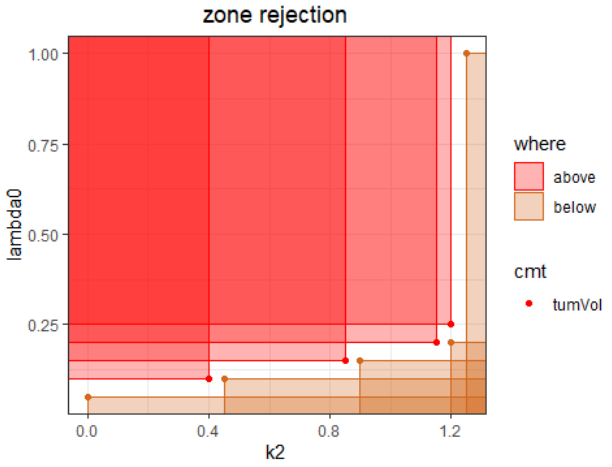 zone rejection
1.00
0.75
0.50
0.25
lambda0
0.0 0.4 0.8 1.2
k2
where
above
below
cmt
tumVol